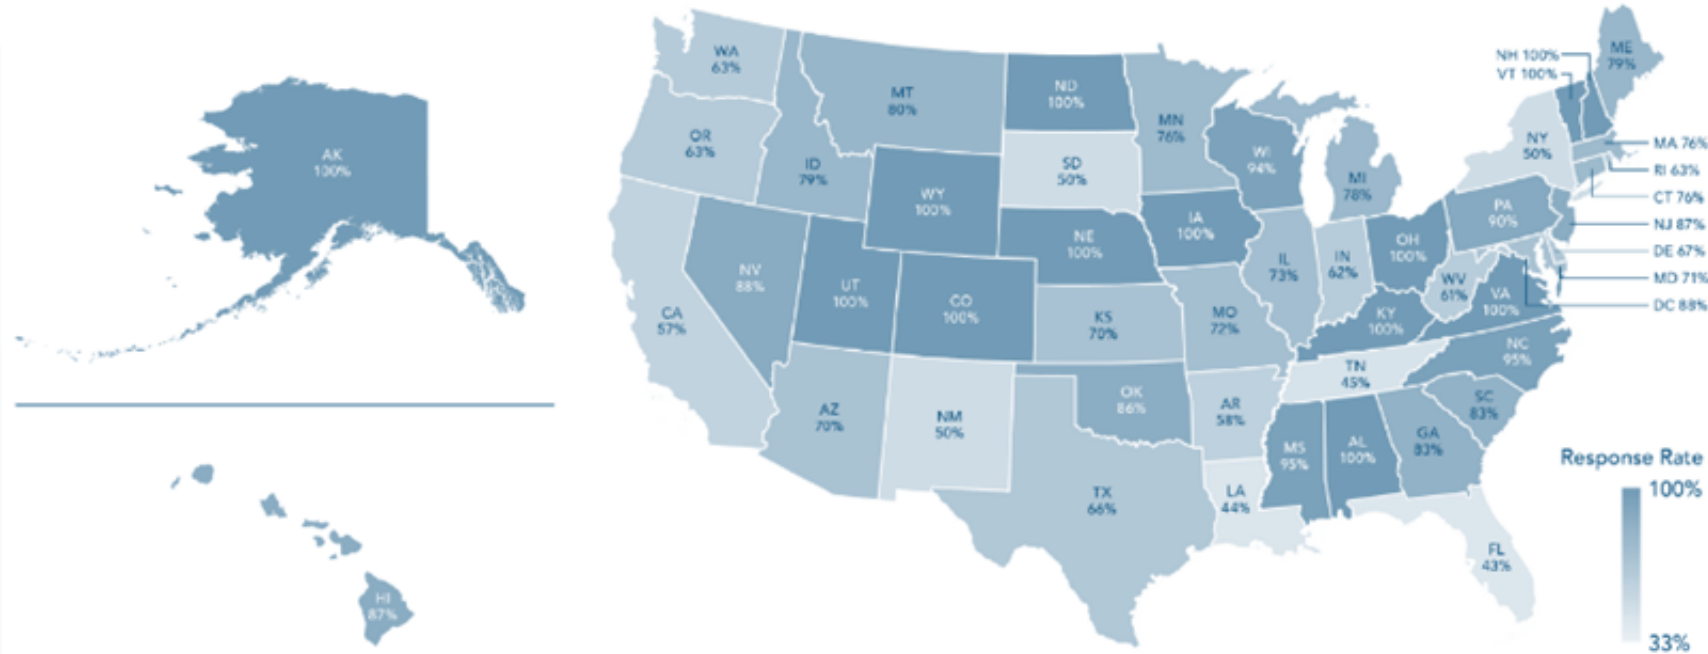 AK
100%
HI
87%
WA
63%
OR
63%
CA
57%
ID
79%
NV
88%
MT
80%
WY
100%
UT
100%
CO
100%
AZ
70%
NM
50%
ND
100%
SD
50%
NE
100%
KS
70%
OK
86%
TX
66%
MN
76%
IA
100%
MO
72%
AR
58%
LA
44%
WI
94%
IL
73%
MI
78%
IN
62%
OH
100%
KY
100%
TN
45%
MS
95%
AL
100%
GA
83%
FL
43%
SC
83%
NC
95%
VA
100%
WV
61%
PA
90%
NY
50%
ME
79%
NH 100%
VT 100%
MA 76%
RI 63%
CT 76%
NJ 87%
DE 67%
MD 71%
DC 88%
Response Rate
100%
33%